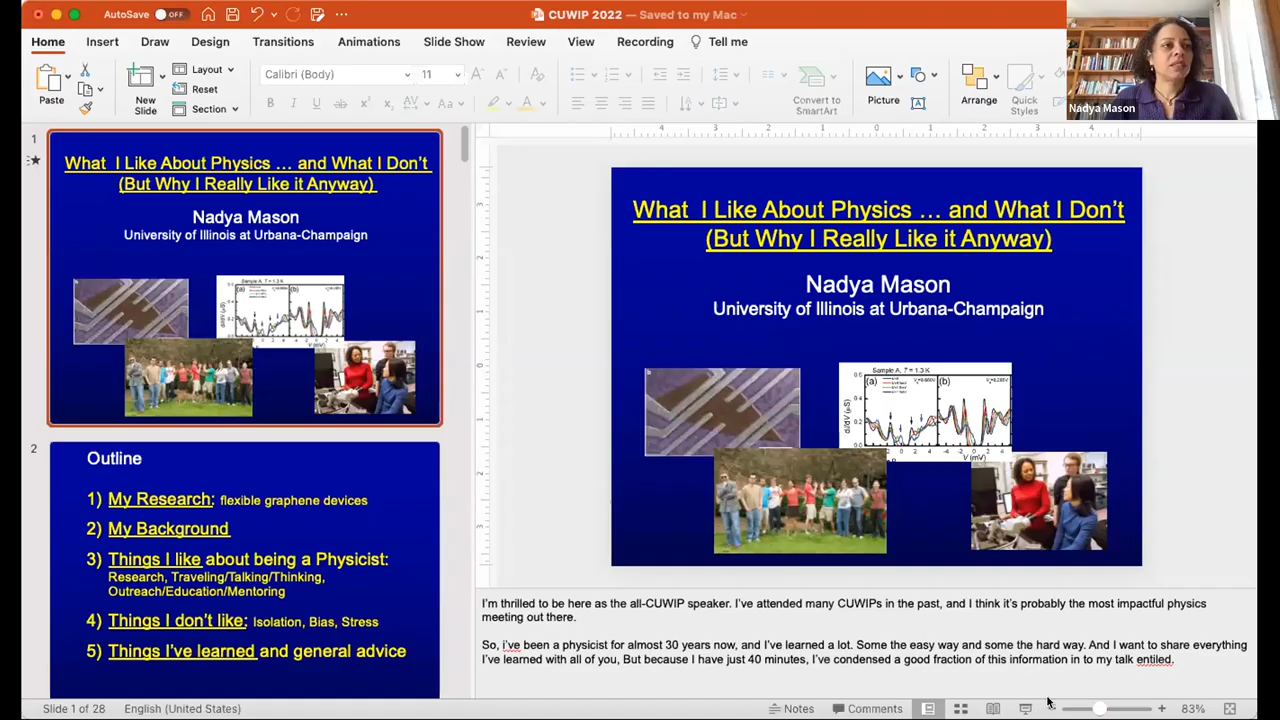 AutoSave OFF
CUWIP 2022 — Saved to my Mac
Home Insert Draw Design Transitions Animations Slide Show Review View Recording Tell me
Paste
New
Slide
Layout
Reset
Section
Calibri (Body) 11
Convert to
SmartArt
Picture
Arrange
Quick
Styles
Nadya Mason
1
What I Like About Physics … and What I Don't
(But Why I Really Like it Anyway)
Nadya Mason
University of Illinois at Urbana-Champaign
Sample A, T = 1.3 K
(a) (b)
2
Outline
1) My Research: flexible graphene devices
2) My Background
3) Things I like about being a Physicist:
Research, Traveling/Talking/Thinking,
Outreach/Education/Mentoring
4) Things I don't like: Isolation, Bias, Stress
5) Things I've learned and general advice
What I Like About Physics … and What I Don't
(But Why I Really Like it Anyway)
Nadya Mason
University of Illinois at Urbana-Champaign
Sample A, T = 1.3 K
(a) (b)
dI/dV (μS)
V (mV)
I'm thrilled to be here as the all-CUWIP speaker. I've attended many CUWIPs in the past, and I think it's probably the most impactful physics
meeting out there.
So, i've been a physicist for almost 30 years now, and I've learned a lot. Some the easy way and some the hard way. And I want to share everything
I've learned with all of you, But because I have just 40 minutes, I've condensed a good fraction of this information in to my talk entiled.
Slide 1 of 28 English (United States) Notes Comments 83%